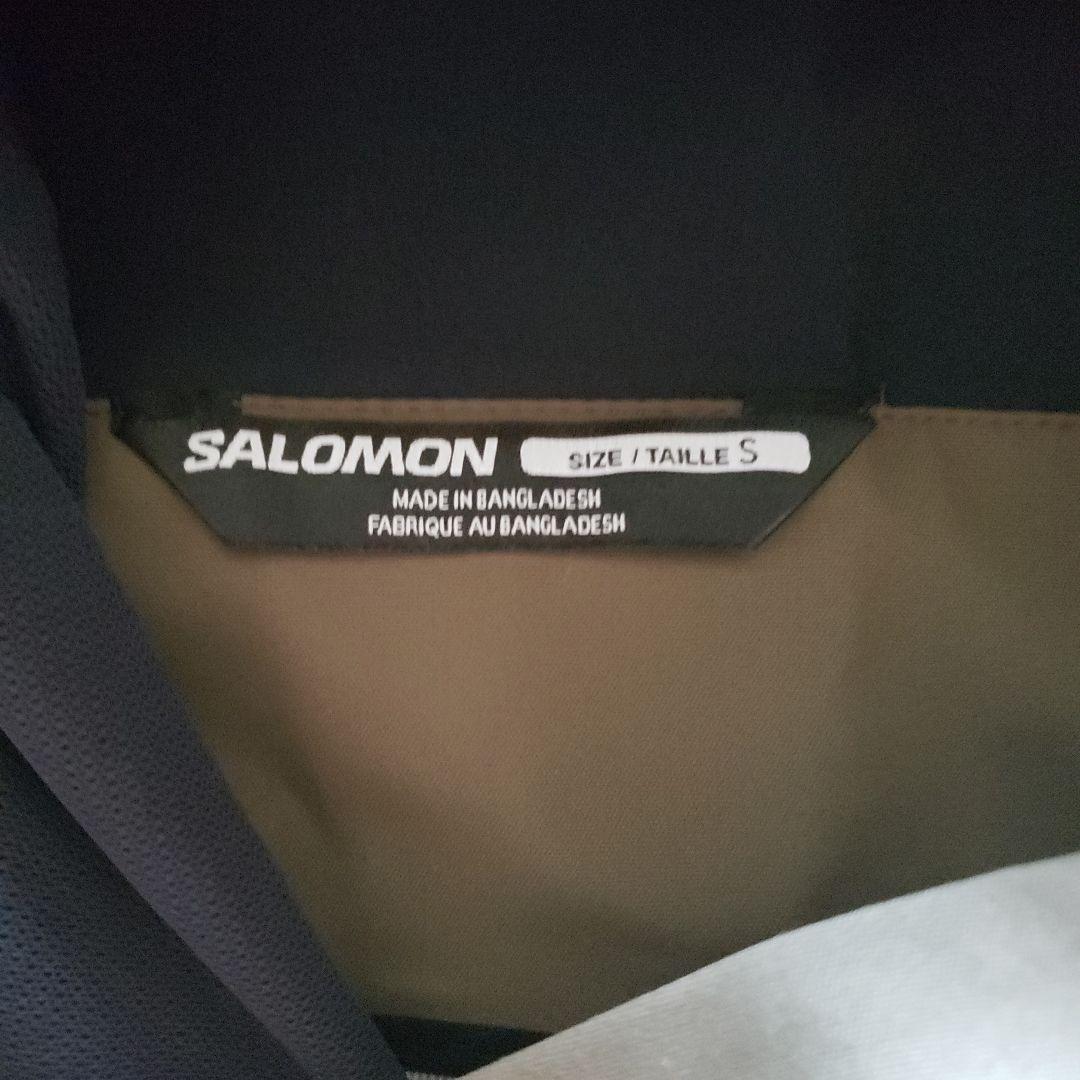 SALOMON SIZE / TAILLE S
MADE IN BANGLADESH
FABRIQUE AU BANGLADESH